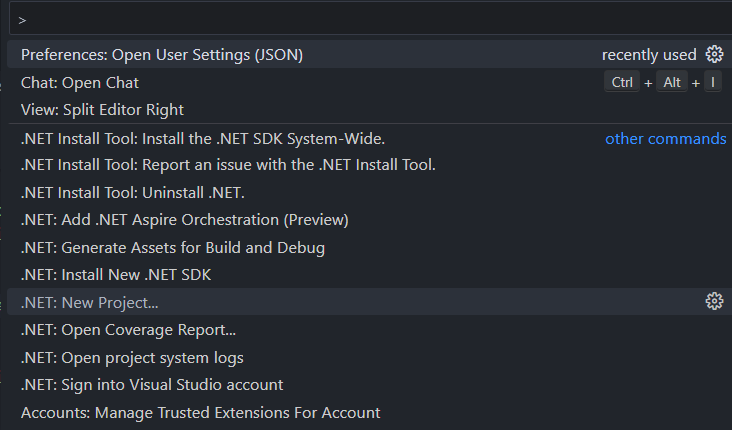 >
Preferences: Open User Settings (JSON) recently used
Chat: Open Chat Ctrl + Alt + I
View: Split Editor Right
.NET Install Tool: Install the .NET SDK System-Wide. other commands
.NET Install Tool: Report an issue with the .NET Install Tool.
.NET Install Tool: Uninstall .NET.
.NET: Add .NET Aspire Orchestration (Preview)
.NET: Generate Assets for Build and Debug
.NET: Install New .NET SDK
.NET: New Project...
.NET: Open Coverage Report...
.NET: Open project system logs
.NET: Sign into Visual Studio account
Accounts: Manage Trusted Extensions For Account